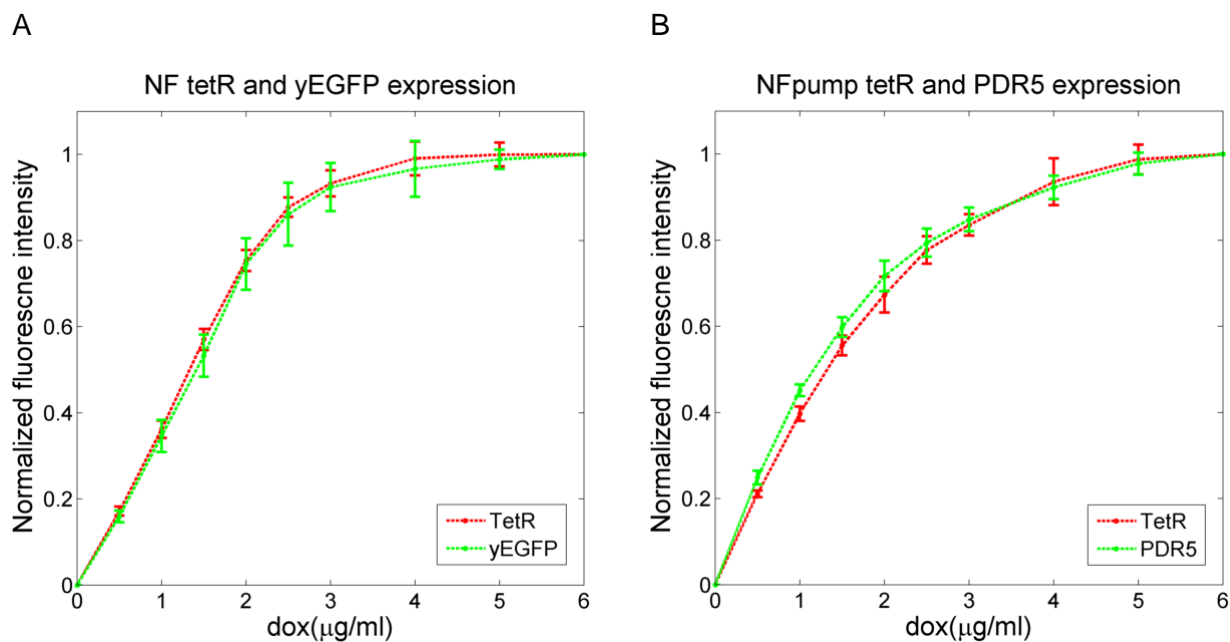 A
B
NF tetR and yEGFP expression
Normalized fluorescne intensity
1
0.8
0.6
0.4
0.2
0
0 1 2 3 4 5 6
dox(μg/ml)
TetR
yEGFP
NFpump tetR and PDR5 expression
Normalized fluorescne intensity
1
0.8
0.6
0.4
0.2
0
0 1 2 3 4 5 6
dox(μg/ml)
TetR
PDR5